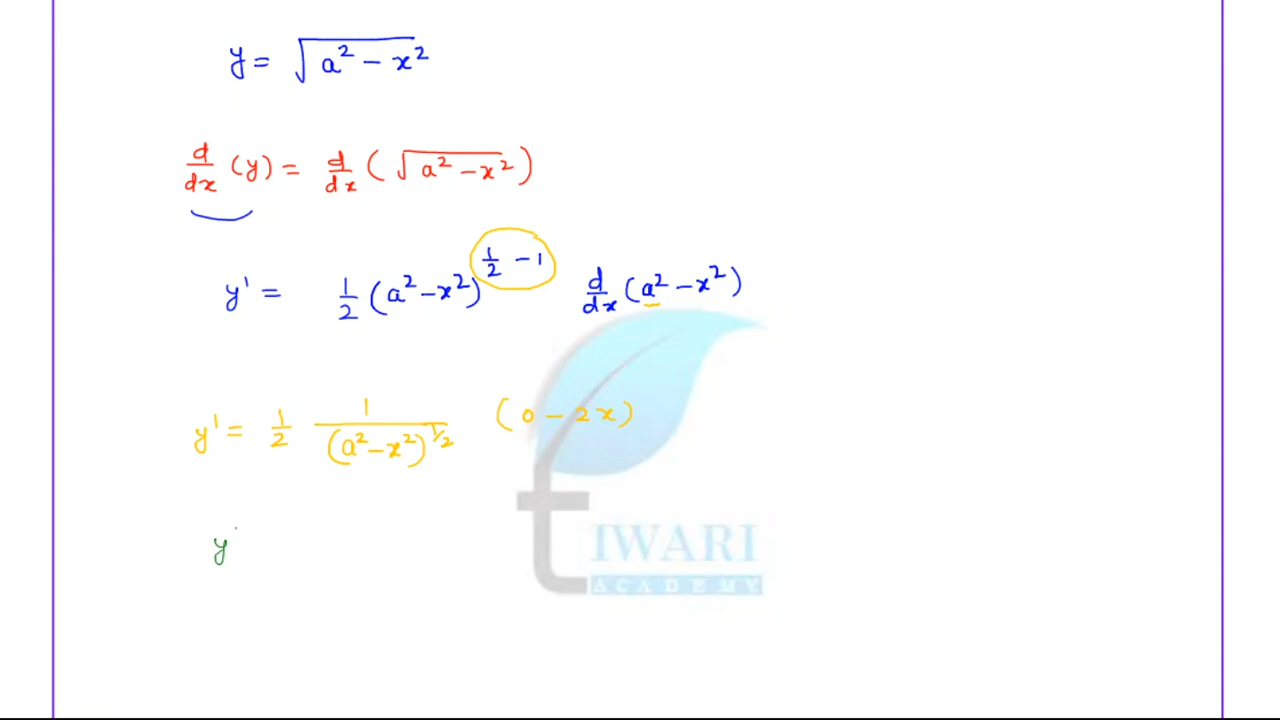 y = √(a² - x²)
d/dx (y) = d/dx (√(a² - x²))
y' = 1/2 (a² - x²)^(1/2 - 1) d/dx (a² - x²)
y' = 1/2 1/(a² - x²)^(1/2) (0 - 2x)
y
tIWARI
ACADEMY